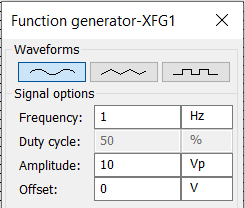 Function generator-XFG1
Waveforms
Signal options
Frequency: 1 Hz
Duty cycle: 50 %
Amplitude: 10 Vp
Offset: 0 V